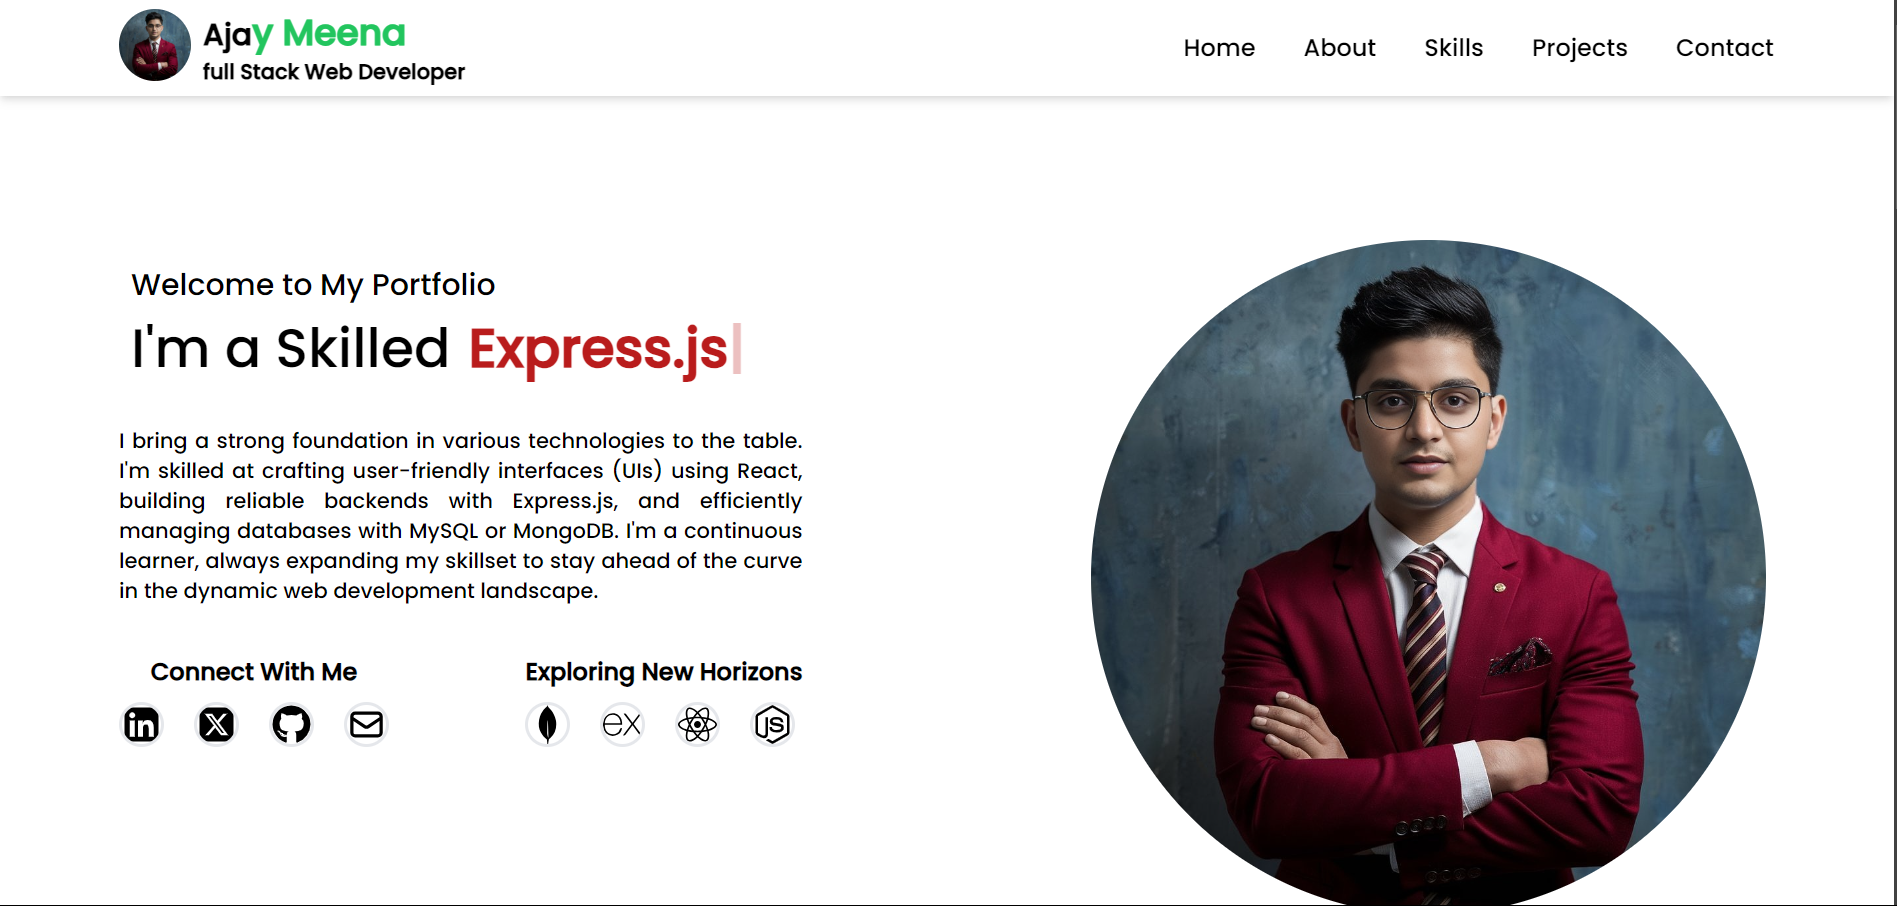 Ajay Meena
full Stack Web Developer
Home About Skills Projects Contact
Welcome to My Portfolio
I'm a Skilled Express.js
I bring a strong foundation in various technologies to the table.
I'm skilled at crafting user-friendly interfaces (UIs) using React,
building reliable backends with Express.js, and efficiently
managing databases with MySQL or MongoDB. I'm a continuous
learner, always expanding my skillset to stay ahead of the curve
in the dynamic web development landscape.
Connect With Me
in X
Exploring New Horizons
ex JS